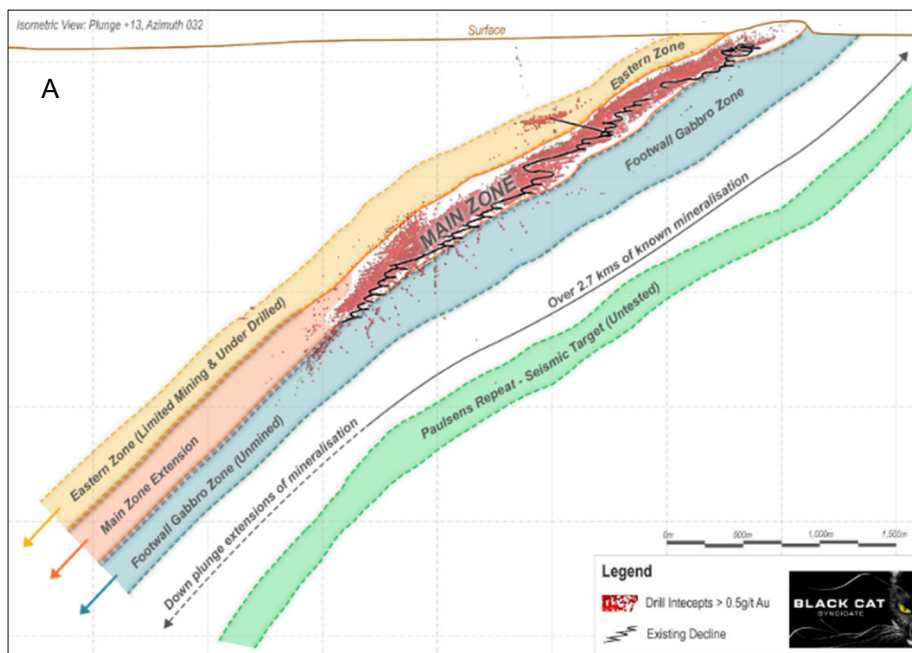 Isometric View: Plunge +13, Azimuth 032
Surface
A
Eastern Zone
Footwall Gabbro Zone
MAIN ZONE
Over 2.7 kms of known mineralisation
Eastern Zone (Limited Mining & Under Drilled)
Main Zone Extension
Footwall Gabbro Zone (Unmined)
Paulsens Repeat - Seismic Target (Untested)
Down plunge extensions of mineralisation
0m 500m 1,000m 1,500m
Legend
Drill Intecepts > 0.5g/t Au
Existing Decline
BLACK CAT
SYNDICATE